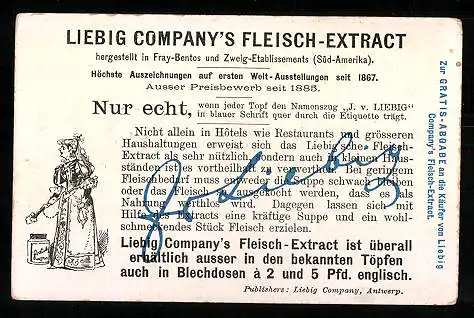 LIEBIG COMPANY'S FLEISCH-EXTRACT
hergestellt in Fray-Bentos und Zweig-Etablissements (Süd-Amerika).
Höchste Auszeichnungen auf ersten Welt-Ausstellungen seit 1867.
Ausser Preisbewerb seit 1885.
Nur echt, wenn jeder Topf den Namenszug „J. v. LIEBIG"
in blauer Schrift quer durch die Etiquette trägt.
Nicht allein in Hôtels wie Restaurants und grösseren
Haushaltungen erweist sich das Liebig'sche Fleisch-
Extract als sehr nützlich, sondern auch in kleinen Haus-
ständen ist es vortheilhaft zu verwerthen. Bei geringem
Fleischbedarf muss entweder die Suppe schwach bleiben
oder das Fleisch so ausgekocht werden, dass es als
Nahrung werthlos wird. Dagegen lassen sich mit
Hilfe des Extracts eine kräftige Suppe und ein wohl-
schmeckendes Stück Fleisch erzielen.
J v Liebig
Liebig Company's Fleisch-Extract ist überall
erhältlich ausser in den bekannten Töpfen
auch in Blechdosen à 2 und 5 Pfd. englisch.
Publishers: Liebig Company, Antwerp.
Zur GRATIS-ABGABE an die Käufer von Liebig
Company's Fleisch-Extract.